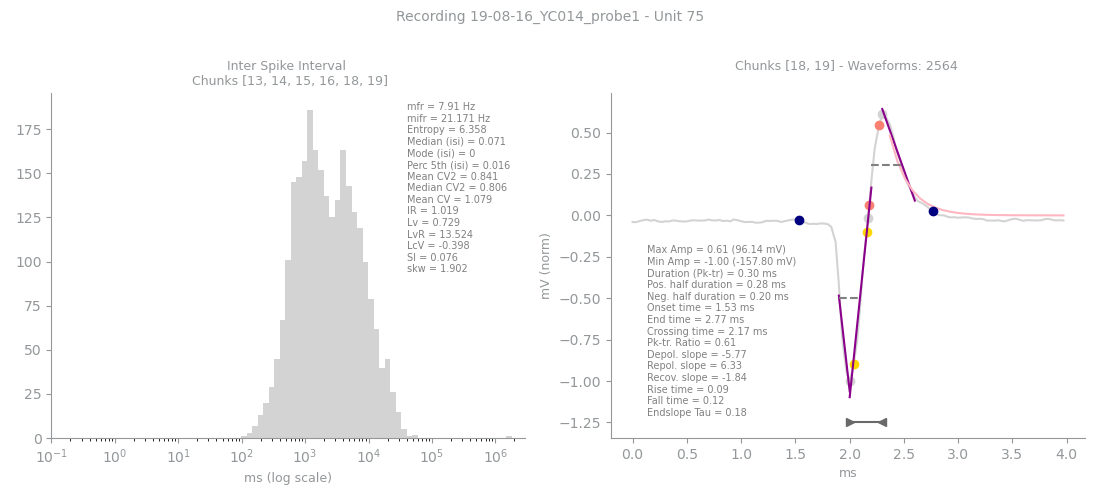 Recording 19-08-16_YC014_probe1 - Unit 75
Inter Spike Interval
Chunks [13, 14, 15, 16, 18, 19]
175
150
125
100
75
50
25
0
10⁻¹
10⁰
10¹
10²
10³
10⁴
10⁵
10⁶
ms (log scale)
mfr = 7.91 Hz
mifr = 21.171 Hz
Entropy = 6.358
Median (isi) = 0.071
Mode (isi) = 0
Perc 5th (isi) = 0.016
Mean CV2 = 0.841
Median CV2 = 0.806
Mean CV = 1.079
IR = 1.019
Lv = 0.729
LvR = 13.524
LcV = -0.398
SI = 0.076
skw = 1.902
Chunks [18, 19] - Waveforms: 2564
mV (norm)
0.50
0.25
0.00
−0.25
−0.50
−0.75
−1.00
−1.25
Max Amp = 0.61 (96.14 mV)
Min Amp = -1.00 (-157.80 mV)
Duration (Pk-tr) = 0.30 ms
Pos. half duration = 0.28 ms
Neg. half duration = 0.20 ms
Onset time = 1.53 ms
End time = 2.77 ms
Crossing time = 2.17 ms
Pk-tr. Ratio = 0.61
Depol. slope = -5.77
Repol. slope = 6.33
Recov. slope = -1.84
Rise time = 0.09
Fall time = 0.12
Endslope Tau = 0.18
0.0
0.5
1.0
1.5
2.0
2.5
3.0
3.5
4.0
ms